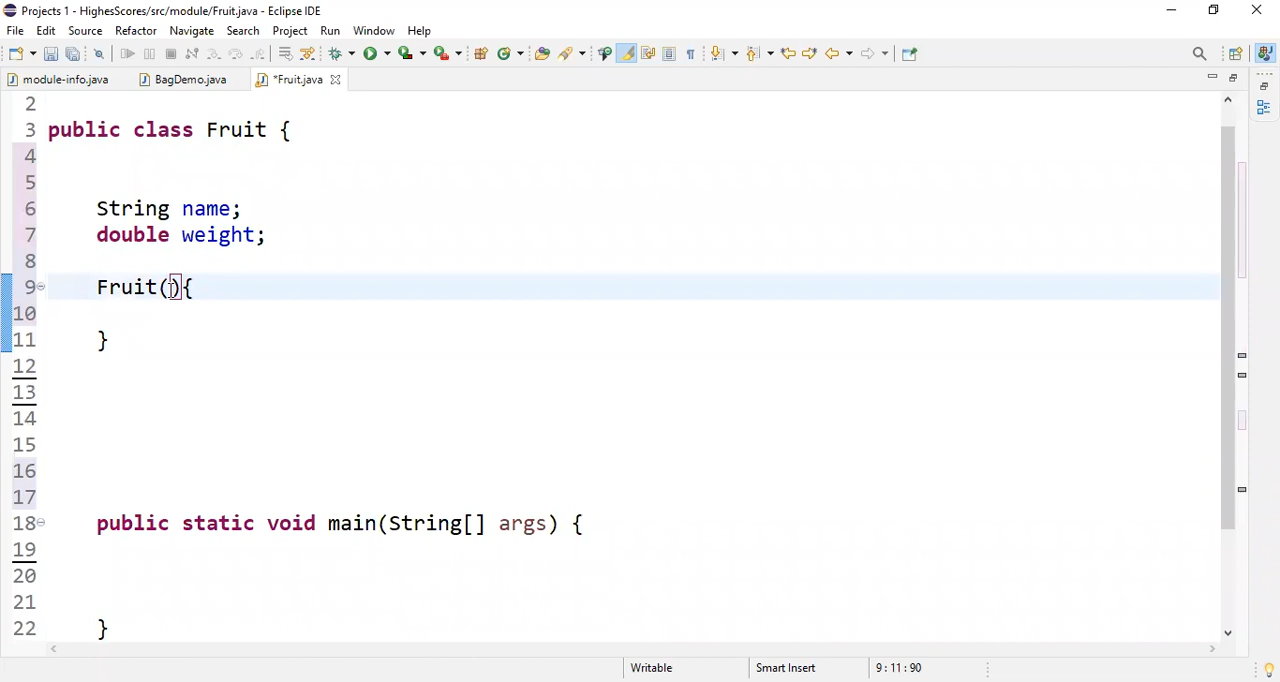 Projects 1 - HighesScores/src/module/Fruit.java - Eclipse IDE
File Edit Source Refactor Navigate Search Project Run Window Help
module-info.java BagDemo.java *Fruit.java
2
3 public class Fruit {
4
5
6 String name;
7 double weight;
8
9 Fruit(){
10
11 }
12
13
14
15
16
17
18 public static void main(String[] args) {
19
20
21
22 }
Writable Smart Insert 9 : 11 : 90